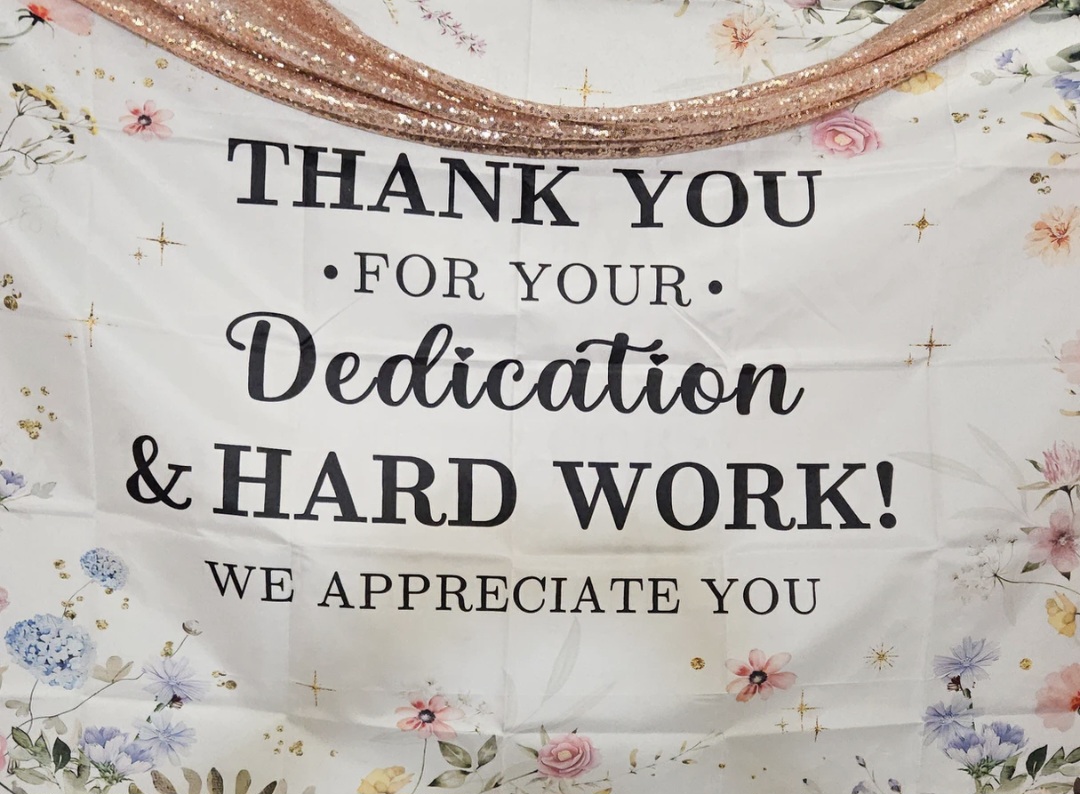 THANK YOU
• FOR YOUR •
Dedication
& HARD WORK!
WE APPRECIATE YOU